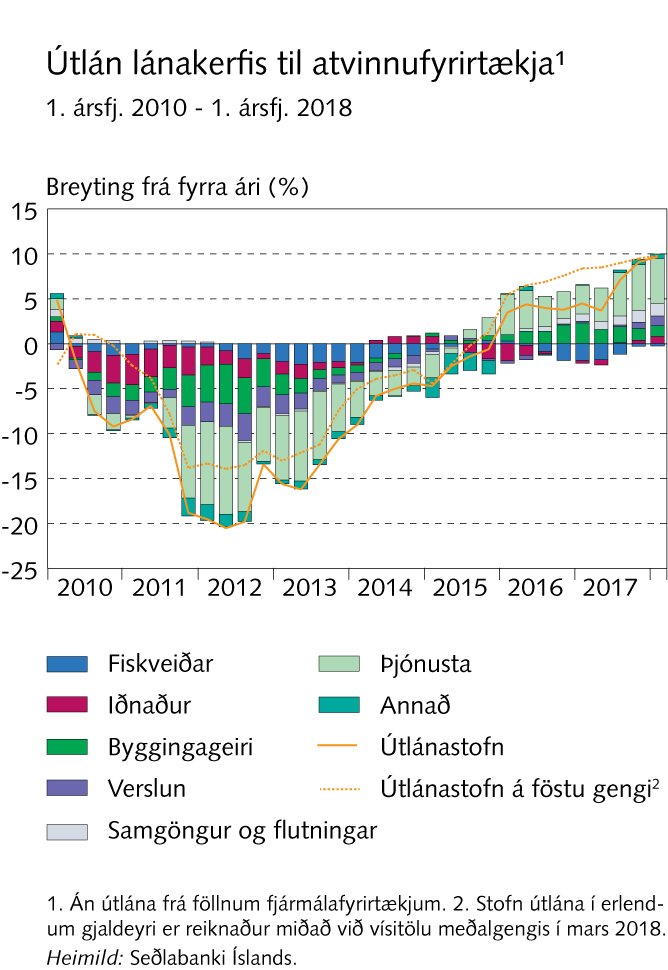 Útlán lánakerfis til atvinnufyrirtækja¹
1. ársfj. 2010 - 1. ársfj. 2018
Breyting frá fyrra ári (%)
15
10
5
0
-5
-10
-15
-20
-25
2010 2011 2012 2013 2014 2015 2016 2017
Fiskveiðar
Iðnaður
Byggingageiri
Verslun
Samgöngur og flutningar
Þjónusta
Annað
Útlánastofn
Útlánastofn á föstu gengi²
1. Án útlána frá föllnum fjármálafyrirtækjum. 2. Stofn útlána í erlend-
um gjaldeyri er reiknaður miðað við vísitölu meðalgengis í mars 2018.
Heimild: Seðlabanki Íslands.